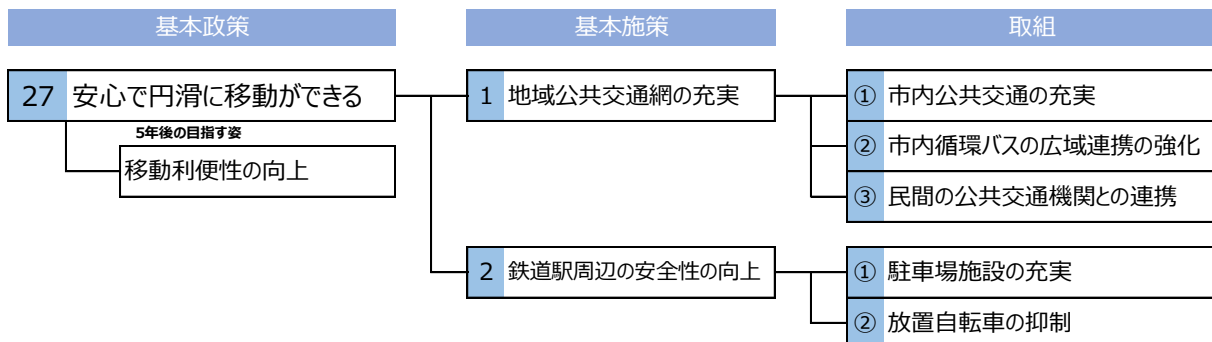 基本政策
基本施策
取組
27 安心で円滑に移動ができる
5年後の目指す姿
移動利便性の向上
1 地域公共交通網の充実
① 市内公共交通の充実
② 市内循環バスの広域連携の強化
③ 民間の公共交通機関との連携
2 鉄道駅周辺の安全性の向上
① 駐車場施設の充実
② 放置自転車の抑制